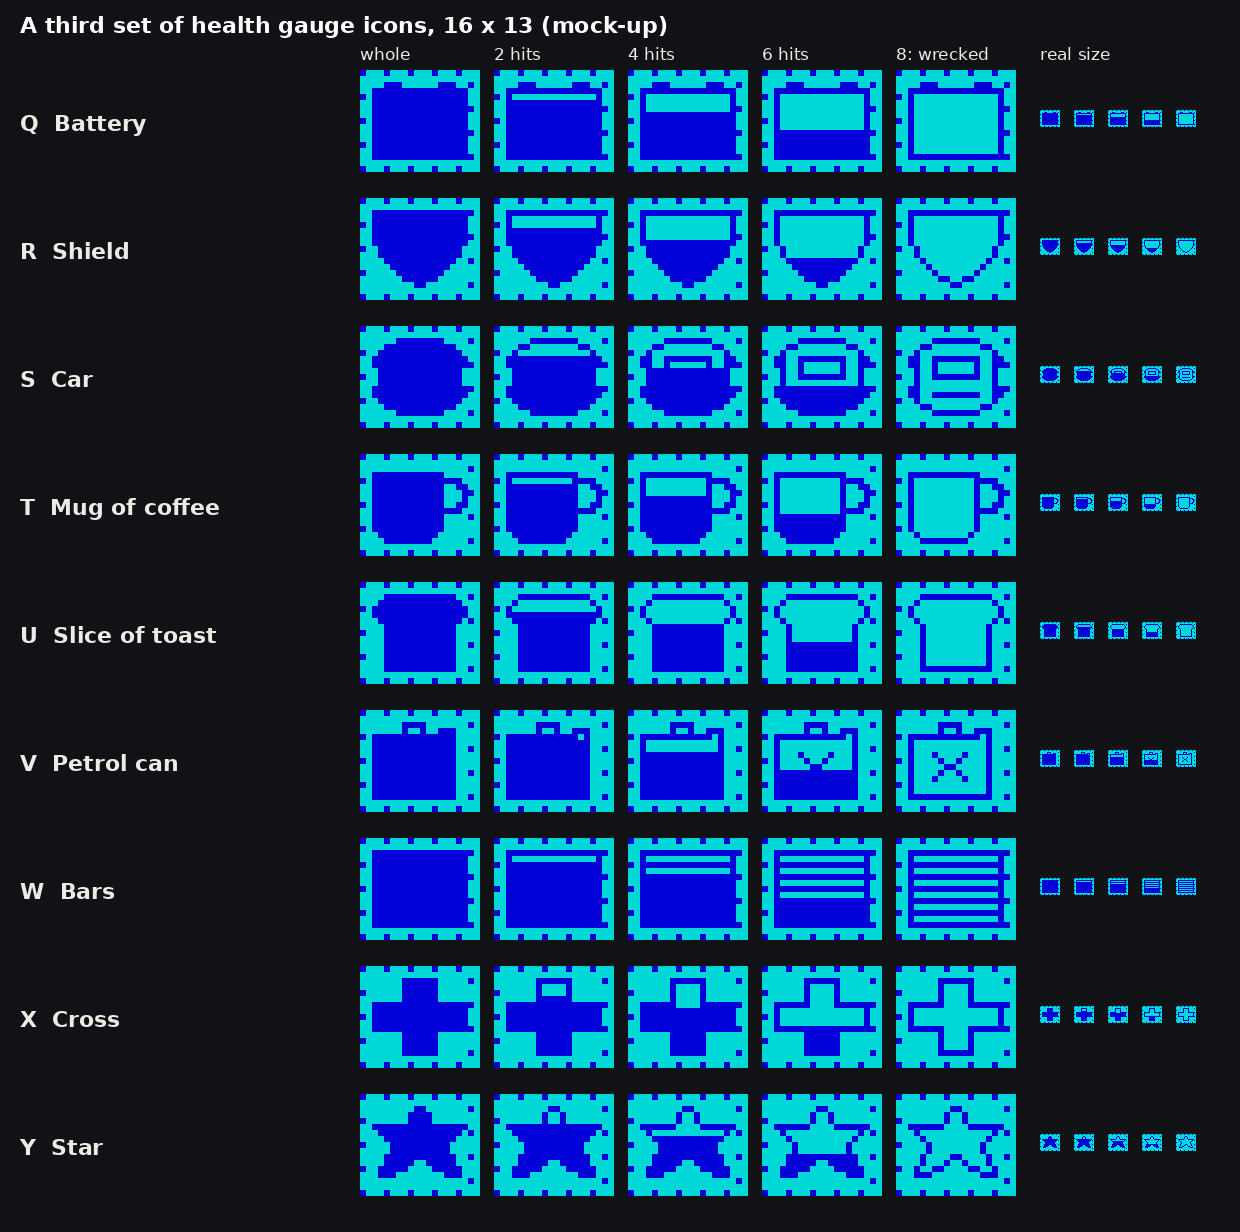 A third set of health gauge icons, 16 x 13 (mock-up)
whole 2 hits 4 hits 6 hits 8: wrecked real size
Q Battery
R Shield
S Car
T Mug of coffee
U Slice of toast
V Petrol can
W Bars
X Cross
Y Star